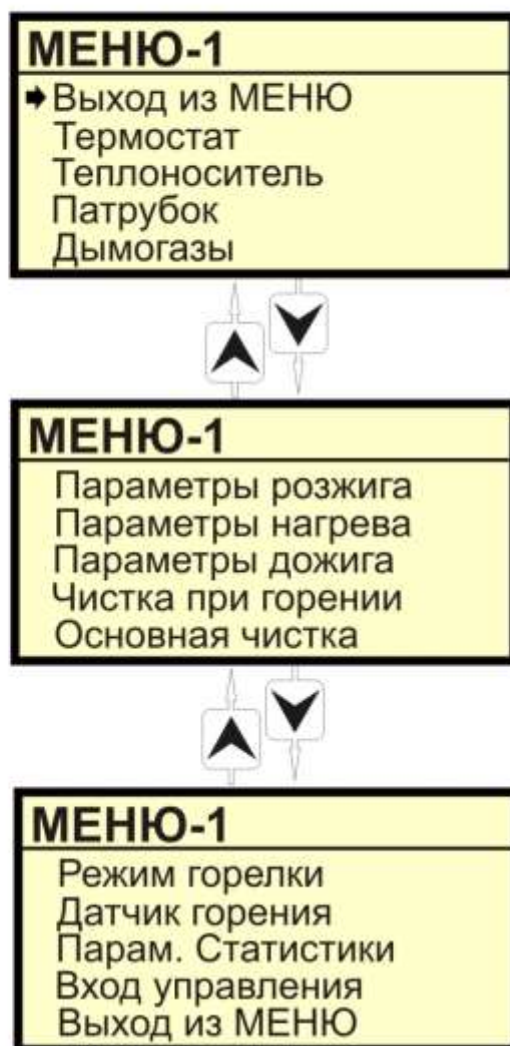 МЕНЮ-1
Выход из МЕНЮ
Термостат
Теплоноситель
Патрубок
Дымогазы
МЕНЮ-1
Параметры розжига
Параметры нагрева
Параметры дожига
Чистка при горении
Основная чистка
МЕНЮ-1
Режим горелки
Датчик горения
Парам. Статистики
Вход управления
Выход из МЕНЮ